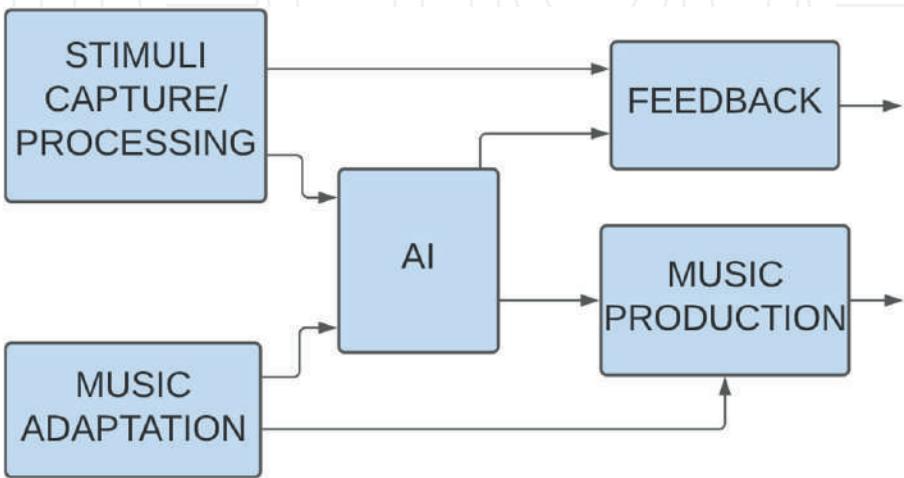 STIMULI
CAPTURE/
PROCESSING
FEEDBACK
AI
MUSIC
PRODUCTION
MUSIC
ADAPTATION